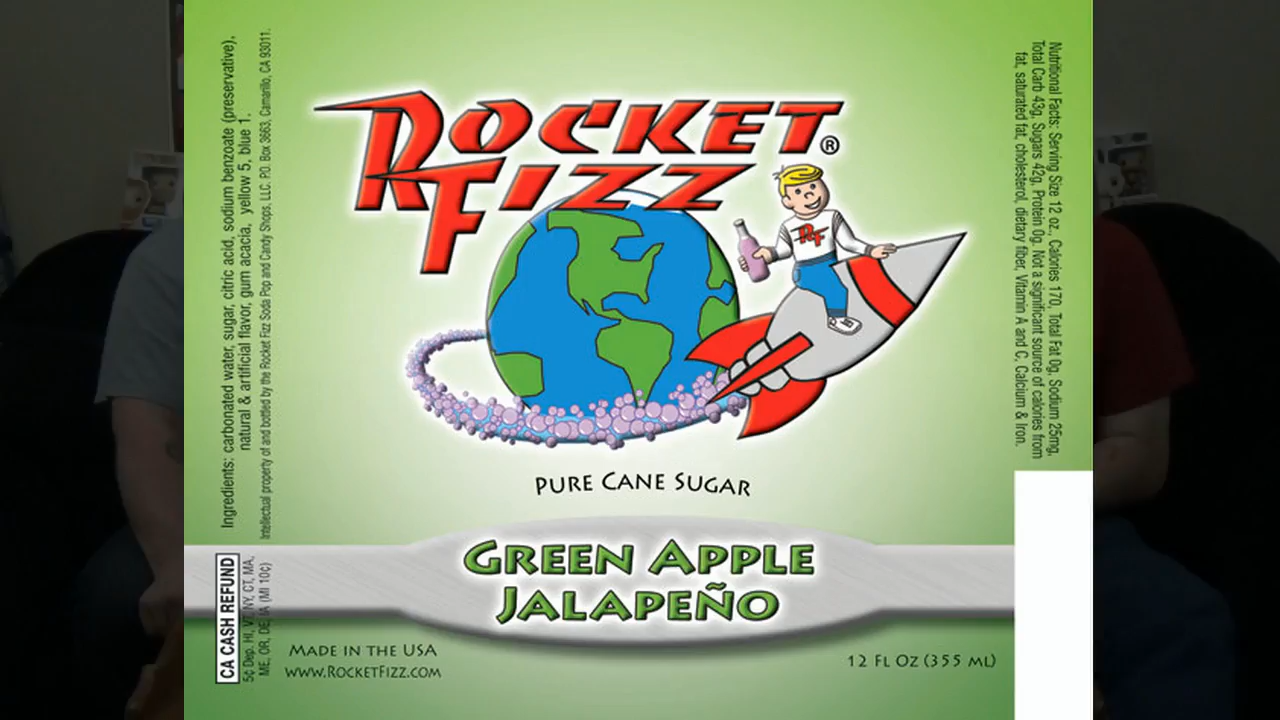 Ingredients: carbonated water, sugar, citric acid, sodium benzoate (preservative),
natural & artificial flavor, gum acacia, yellow 5, blue 1.
Intellectual property of and bottled by the Rocket Fizz Soda Pop and Candy Shops, LLC. P.O. Box 3663, Camarillo, CA 93011.
CA CASH REFUND
5¢ Dep. HI, VT, NY, CT, MA,
ME, OR, DE, IA (MI 10¢)
ROCKET
FIZZ®
RF
PURE CANE SUGAR
GREEN APPLE
JALAPEÑO
MADE IN THE USA
WWW.ROCKETFIZZ.COM
12 FL OZ (355 ML)
Nutritional Facts: Serving Size 12 oz., Calories 170, Total Fat 0g, Sodium 25mg,
Total Carb 43g, Sugars 42g, Protein 0g. Not a significant source of calories from
fat, saturated fat, cholesterol, dietary fiber, Vitamin A and C, Calcium & Iron.